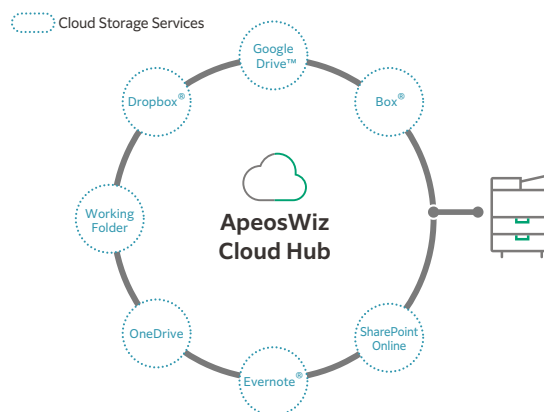 Cloud Storage Services
Google
Drive™
Dropbox®
Box®
ApeosWiz
Cloud Hub
Working
Folder
OneDrive
SharePoint
Online
Evernote®